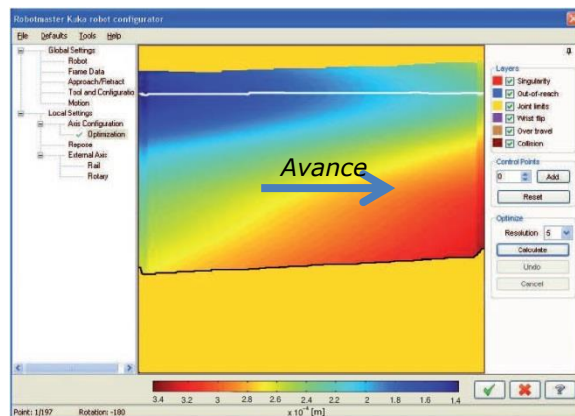 Robotmaster Kuka robot configurator
File Defaults Tools Help
Global Settings
Robot
Frame Data
Approach/Retract
Tool and Configuratio
Motion
Local Settings
Axis Configuration
Optimization
Repose
External Axis
Rail
Rotary
Avance
Layers
Singularity
Out-of-reach
Joint limits
Wrist flip
Over travel
Collision
Control Points
0 Add
Reset
Optimize
Resolution 5
Calculate
Undo
Cancel
3.4 3.2 3 2.8 2.6 2.4 2.2 2 1.8 1.6 1.4
x 10⁻⁴ [m]
Point: 1/197 Rotation: -180